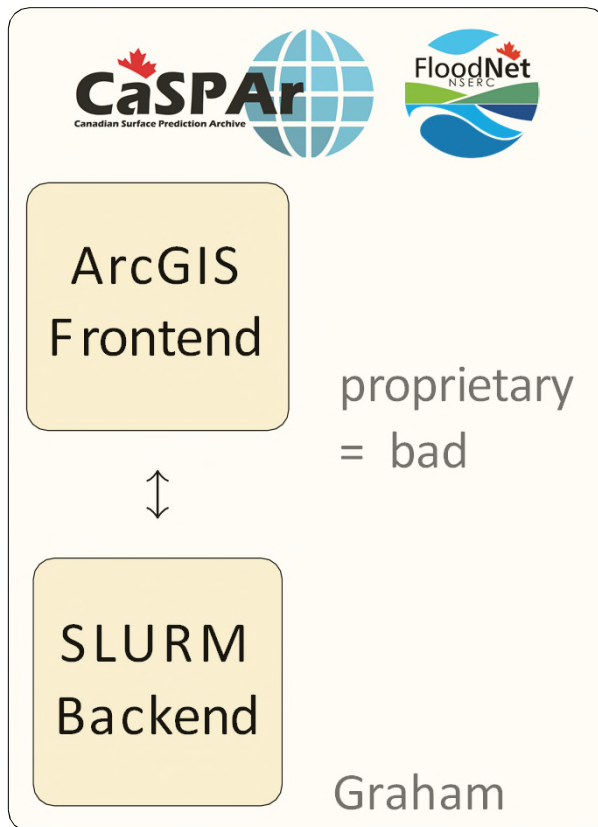 CaSPAr
Canadian Surface Prediction Archive
FloodNet
NSERC
ArcGIS
Frontend
proprietary
= bad
SLURM
Backend
Graham